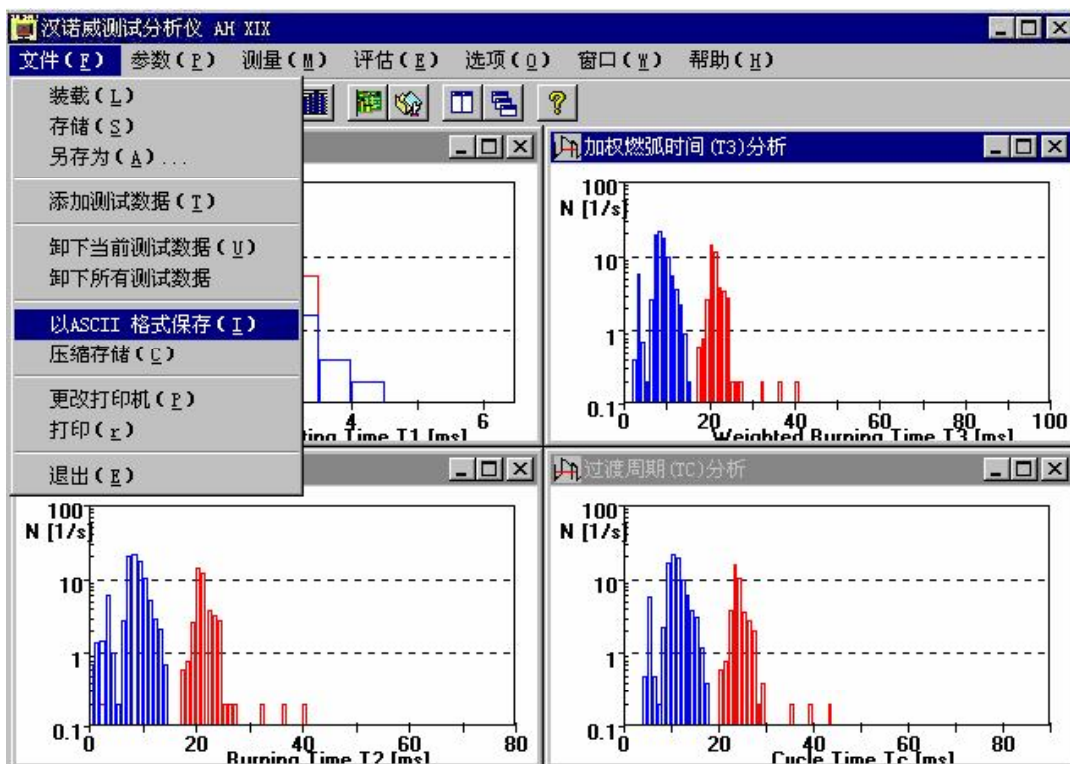 汉诺威测试分析仪 AH XIX
文件(F) 参数(P) 测量(M) 评估(E) 选项(O) 窗口(W) 帮助(H)
装载(L)
存储(S)
另存为(A)...
添加测试数据(T)
卸下当前测试数据(U)
卸下所有测试数据
以ASCII 格式保存(I)
压缩存储(C)
更改打印机(P)
打印(r)
退出(E)
4 6
Time T1 [ms]
加权燃弧时间(T3)分析
100
N [1/s]
10
1
0.1
0 20 40 60 80 100
Weighted Burning Time T3 [ms]
100
N [1/s]
10
1
0.1
0 20 40 60 80
Burning Time T2 [ms]
过渡周期(TC)分析
100
N [1/s]
10
1
0.1
0 20 40 60 80
Cycle Time Tc [ms]